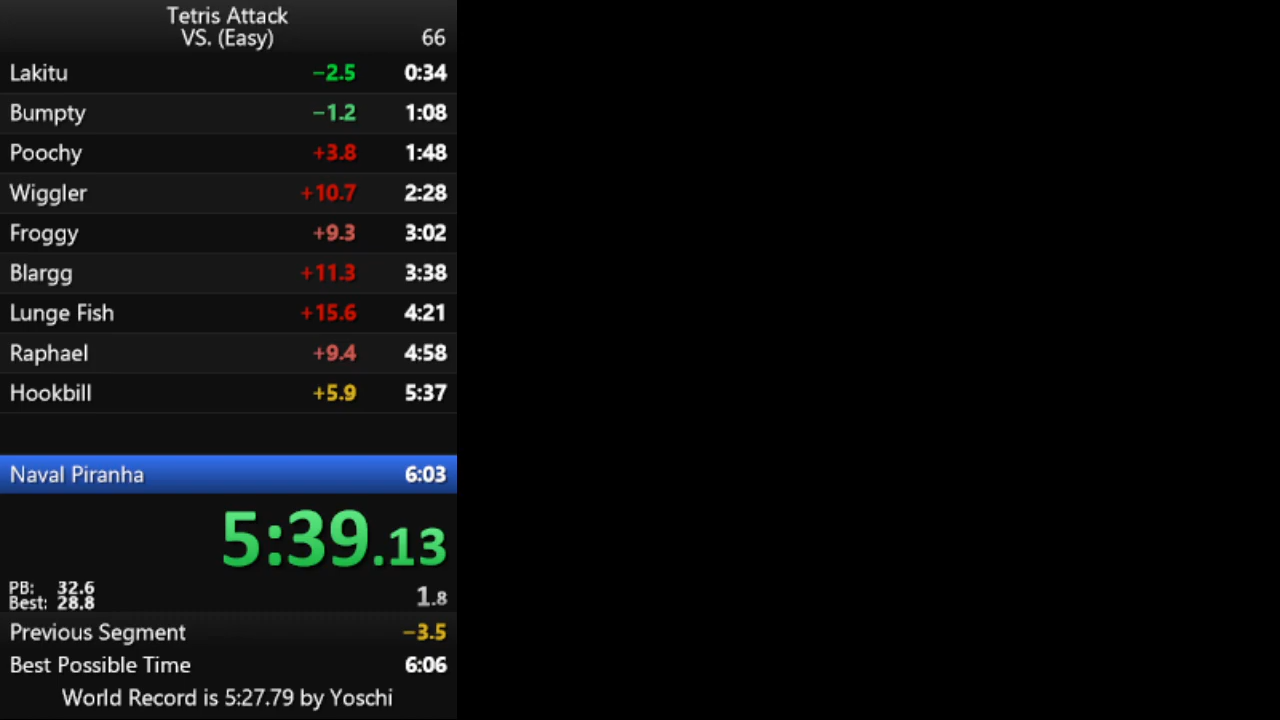 Tetris Attack
VS. (Easy) 66
Lakitu −2.5 0:34
Bumpty −1.2 1:08
Poochy +3.8 1:48
Wiggler +10.7 2:28
Froggy +9.3 3:02
Blargg +11.3 3:38
Lunge Fish +15.6 4:21
Raphael +9.4 4:58
Hookbill +5.9 5:37
Naval Piranha 6:03
5:39.13
PB: 32.6
Best: 28.8 1.8
Previous Segment −3.5
Best Possible Time 6:06
World Record is 5:27.79 by Yoschi